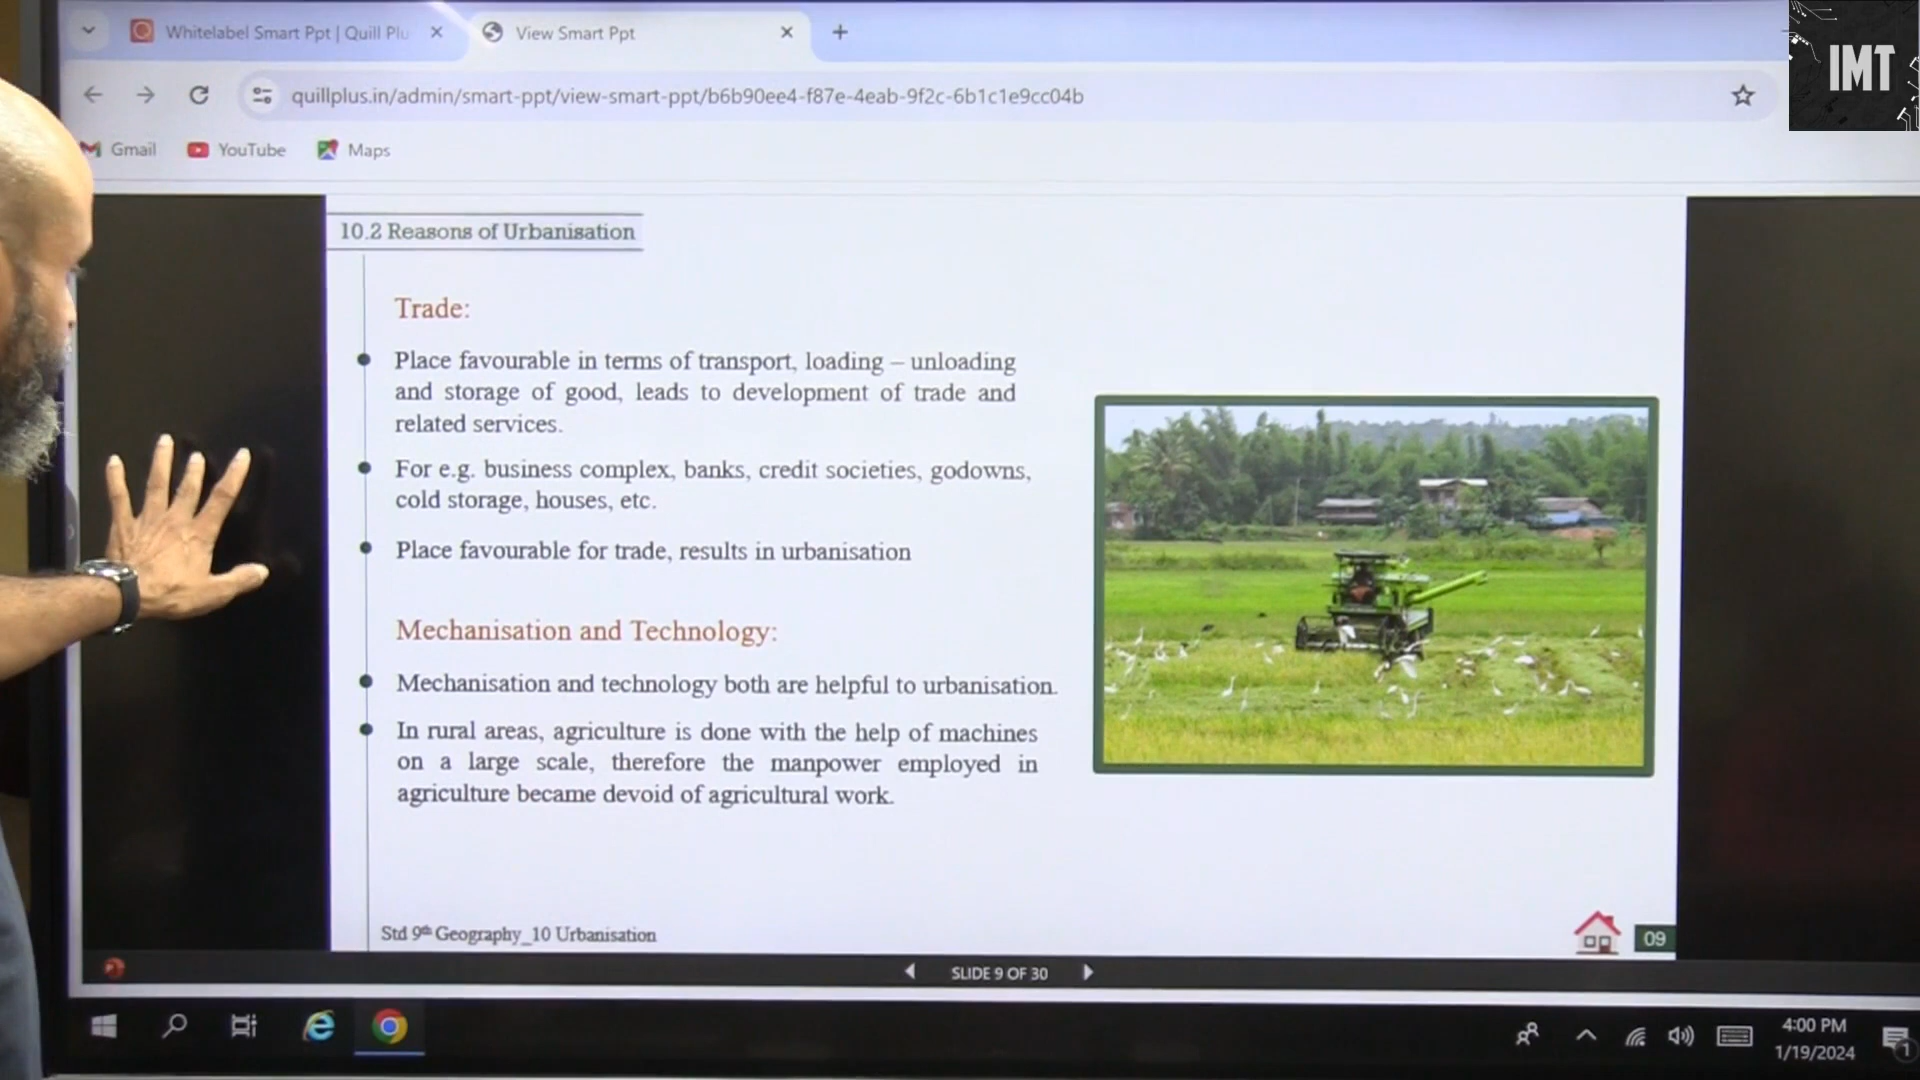 Whitelabel Smart Ppt | Quill Plu
View Smart Ppt
IMT
quillplus.in/admin/smart-ppt/view-smart-ppt/b6b90ee4-f87e-4eab-9f2c-6b1c1e9cc04b
Gmail
YouTube
Maps
10.2 Reasons of Urbanisation
Trade:
Place favourable in terms of transport, loading – unloading
and storage of good, leads to development of trade and
related services.
For e.g. business complex, banks, credit societies, godowns,
cold storage, houses, etc.
Place favourable for trade, results in urbanisation
Mechanisation and Technology:
Mechanisation and technology both are helpful to urbanisation.
In rural areas, agriculture is done with the help of machines
on a large scale, therefore the manpower employed in
agriculture became devoid of agricultural work.
Std 9th Geography_10 Urbanisation
09
SLIDE 9 OF 30
4:00 PM
1/19/2024
1